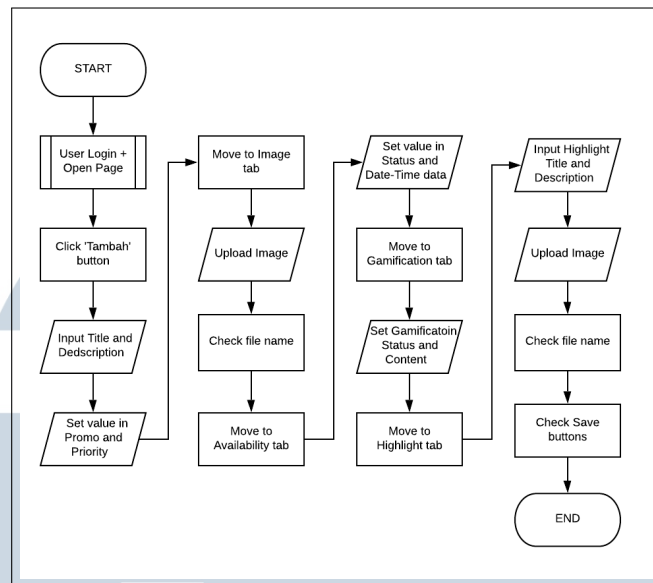 START
User Login +
Open Page
Click 'Tambah'
button
Input Title and
Dedscription
Set value in
Promo and
Priority
Move to Image
tab
Upload Image
Check file name
Move to
Availability tab
Set value in
Status and
Date-Time data
Move to
Gamification tab
Set Gamificatoin
Status and
Content
Move to
Highlight tab
Input Highlight
Title and
Description
Upload Image
Check file name
Check Save
buttons
END